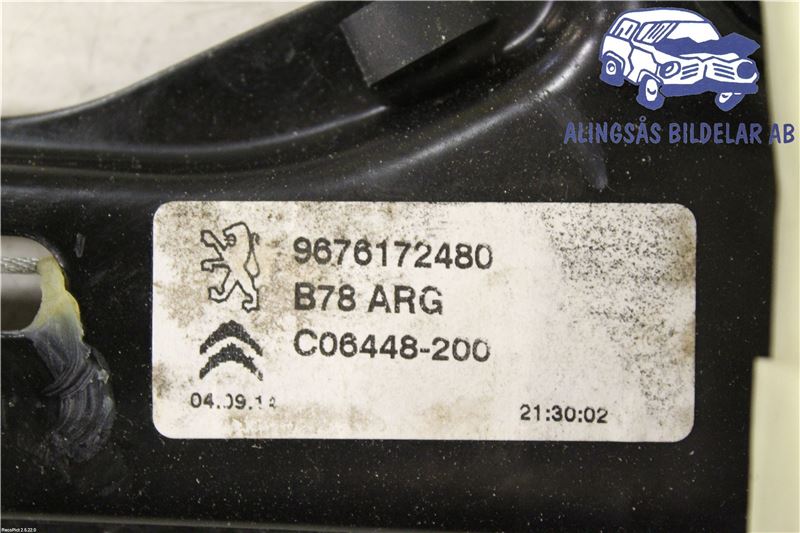 ALINGSÅS BILDELAR AB
9676172480
B78 ARG
C06448-200
21:30:02